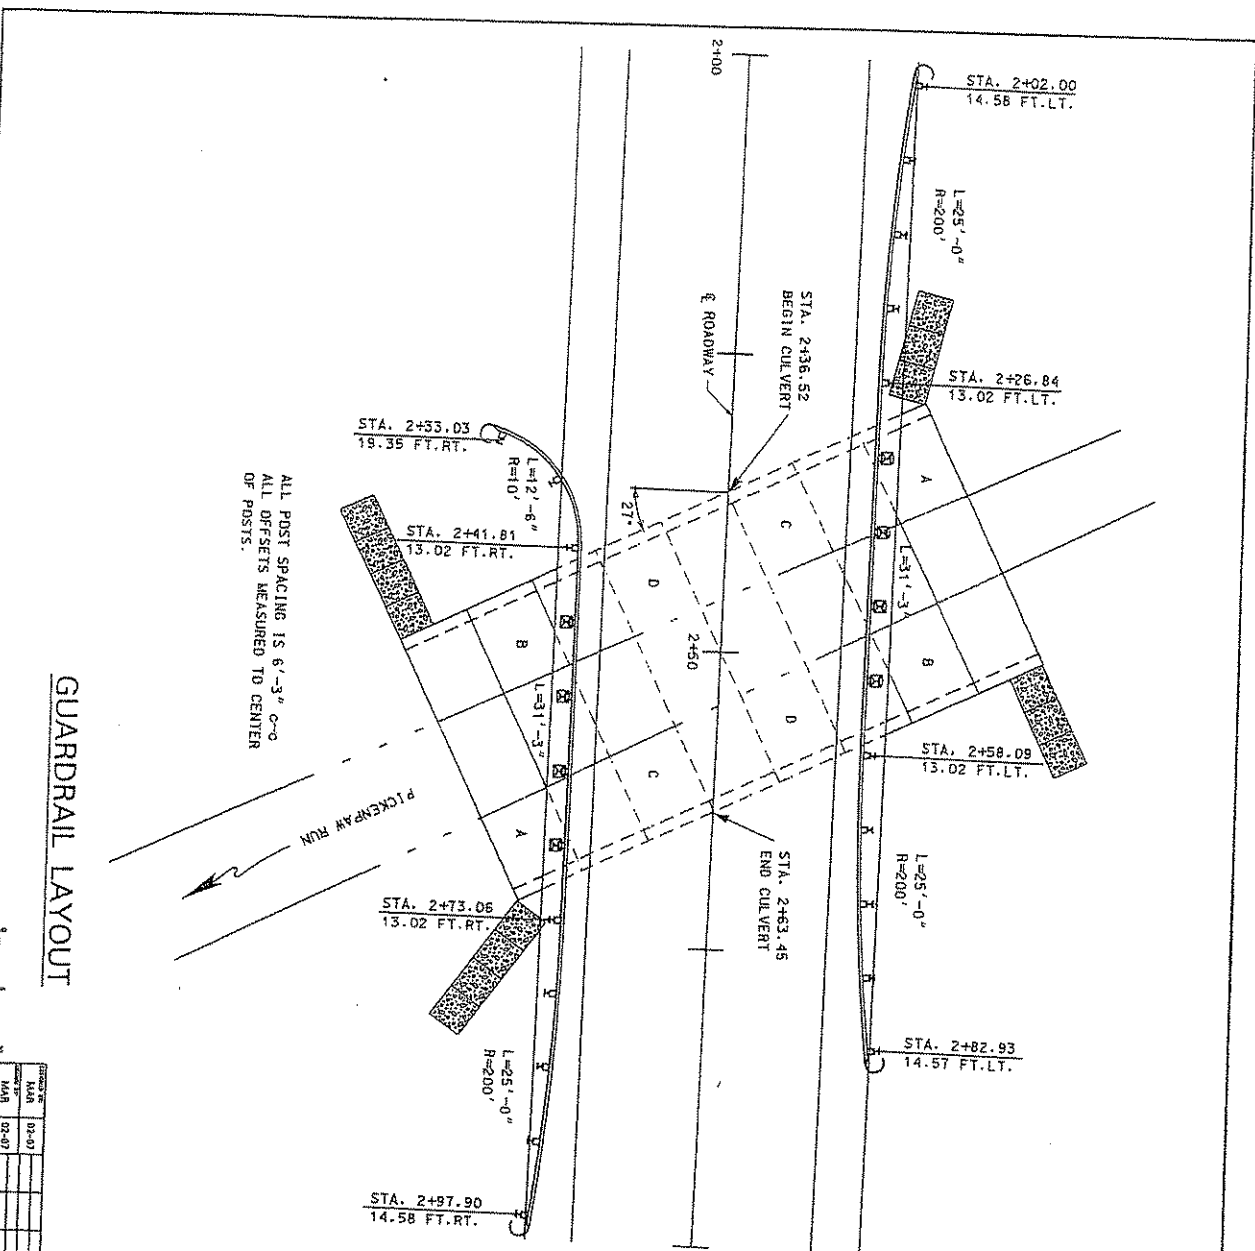 2+00
STA. 2+02.00
14.58 FT.LT.
L=25'-0"
R=200'
STA. 2+36.52
BEGIN CULVERT
℄ ROADWAY
STA. 2+26.84
13.02 FT.LT.
STA. 2+33.03
19.35 FT.RT.
L=12'-6"
R=10'
27°
A
C
STA. 2+41.81
13.02 FT.RT.
L=31'-3"
ALL POST SPACING IS 6'-3" C-C
ALL OFFSETS MEASURED TO CENTER
OF POSTS.
D
2+50
B
B
D
L=31'-3"
C
STA. 2+58.09
13.02 FT.LT.
PICKENPAW RUN
A
STA. 2+63.45
END CULVERT
L=25'-0"
R=200'
STA. 2+73.06
13.02 FT.RT.
STA. 2+82.93
14.57 FT.LT.
L=25'-0"
R=200'
STA. 2+97.90
14.58 FT.RT.
GUARDRAIL LAYOUT
MAR 02-07
MAR 02-07